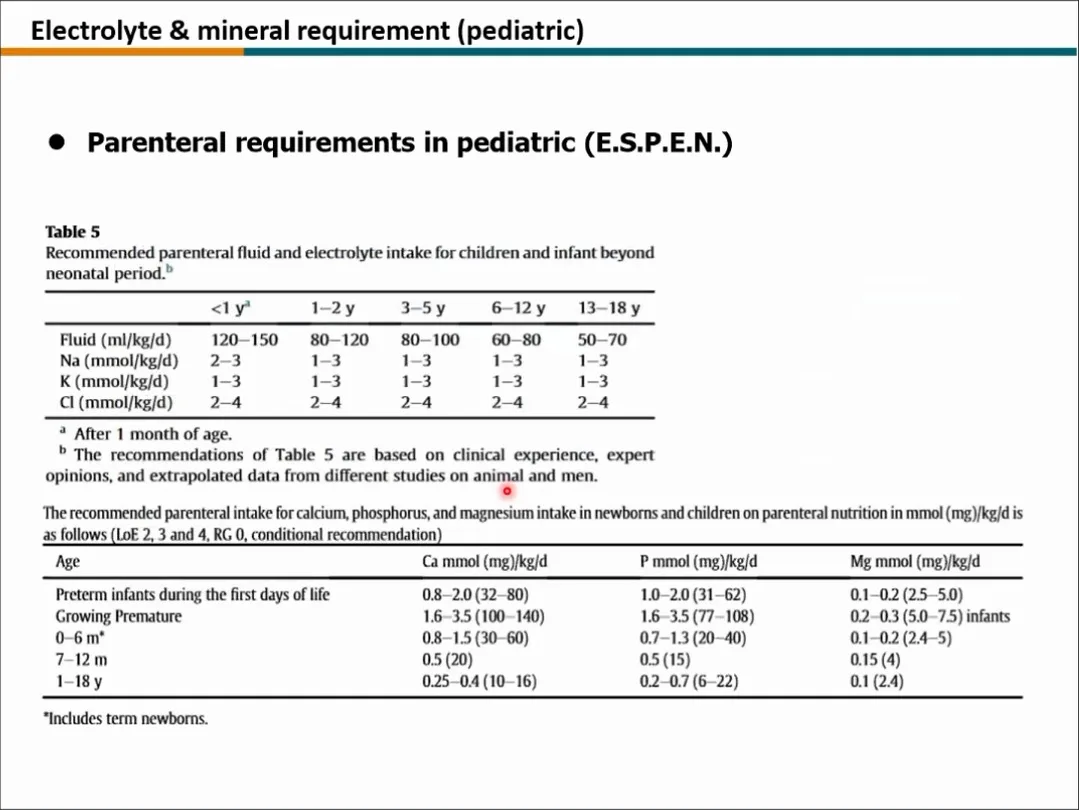 Electrolyte & mineral requirement (pediatric)
● Parenteral requirements in pediatric (E.S.P.E.N.)
Table 5
Recommended parenteral fluid and electrolyte intake for children and infant beyond
neonatal period.b
<1 ya 1–2 y 3–5 y 6–12 y 13–18 y
Fluid (ml/kg/d) 120–150 80–120 80–100 60–80 50–70
Na (mmol/kg/d) 2–3 1–3 1–3 1–3 1–3
K (mmol/kg/d) 1–3 1–3 1–3 1–3 1–3
Cl (mmol/kg/d) 2–4 2–4 2–4 2–4 2–4
a After 1 month of age.
b The recommendations of Table 5 are based on clinical experience, expert
opinions, and extrapolated data from different studies on animal and men.
The recommended parenteral intake for calcium, phosphorus, and magnesium intake in newborns and children on parenteral nutrition in mmol (mg)/kg/d is
as follows (LoE 2, 3 and 4, RG 0, conditional recommendation)
Age Ca mmol (mg)/kg/d P mmol (mg)/kg/d Mg mmol (mg)/kg/d
Preterm infants during the first days of life 0.8–2.0 (32–80) 1.0–2.0 (31–62) 0.1–0.2 (2.5–5.0)
Growing Premature 1.6–3.5 (100–140) 1.6–3.5 (77–108) 0.2–0.3 (5.0–7.5) infants
0–6 m* 0.8–1.5 (30–60) 0.7–1.3 (20–40) 0.1–0.2 (2.4–5)
7–12 m 0.5 (20) 0.5 (15) 0.15 (4)
1–18 y 0.25–0.4 (10–16) 0.2–0.7 (6–22) 0.1 (2.4)
*Includes term newborns.